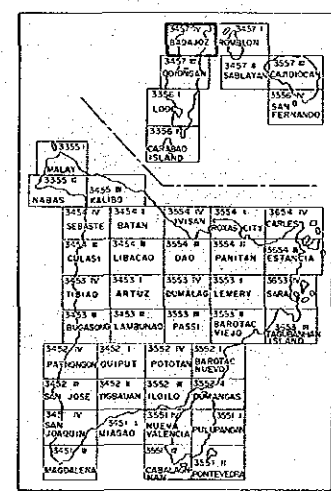 3457 IV 3457 I
BADAJOZ ROMBLON
3457 III 3457 II 3557 III
ODIONGAN SABLAYAN CAJIDIOCAN
3356 I 3556 IV
LOOC SAN FERNANDO
3356 II
CARABAO ISLAND
3355 I
MALAY
3355 II 3455 III
NABAS KALIBO
3454 IV 3454 I 3554 IV 3554 I 3654 IV
SEBASTE BATAN IVISAN ROXAS CITY CARLES
3454 III 3454 II 3554 III 3554 II 3654 III
CULASI LIBACAO DAO PANITAN ESTANCIA
3453 IV 3453 I 3553 IV 3553 I 3653 IV
TIBIAO ARTUZ DUMALAG LEMERY SARA
3453 III 3453 II 3553 III 3553 II 3653 III
BUGASONG LAMBUNAO PASSI BAROTAC VIEJO TAGUBANHAN ISLAND
3452 IV 3452 I 3552 IV 3552 I
PATNONGON QUIPUT POTOTAN BAROTAC NUEVO
3452 III 3452 II 3552 III 3552 II
SAN JOSE TIGBAUAN ILOILO DUMANGAS
3451 IV 3451 I 3551 IV 3551 I
SAN JOAQUIN MIAGAO NUEVA VALENCIA PULUPANDAN
3451 III 3551 III 3551 II
MAGDALENA PONTEVEDRA